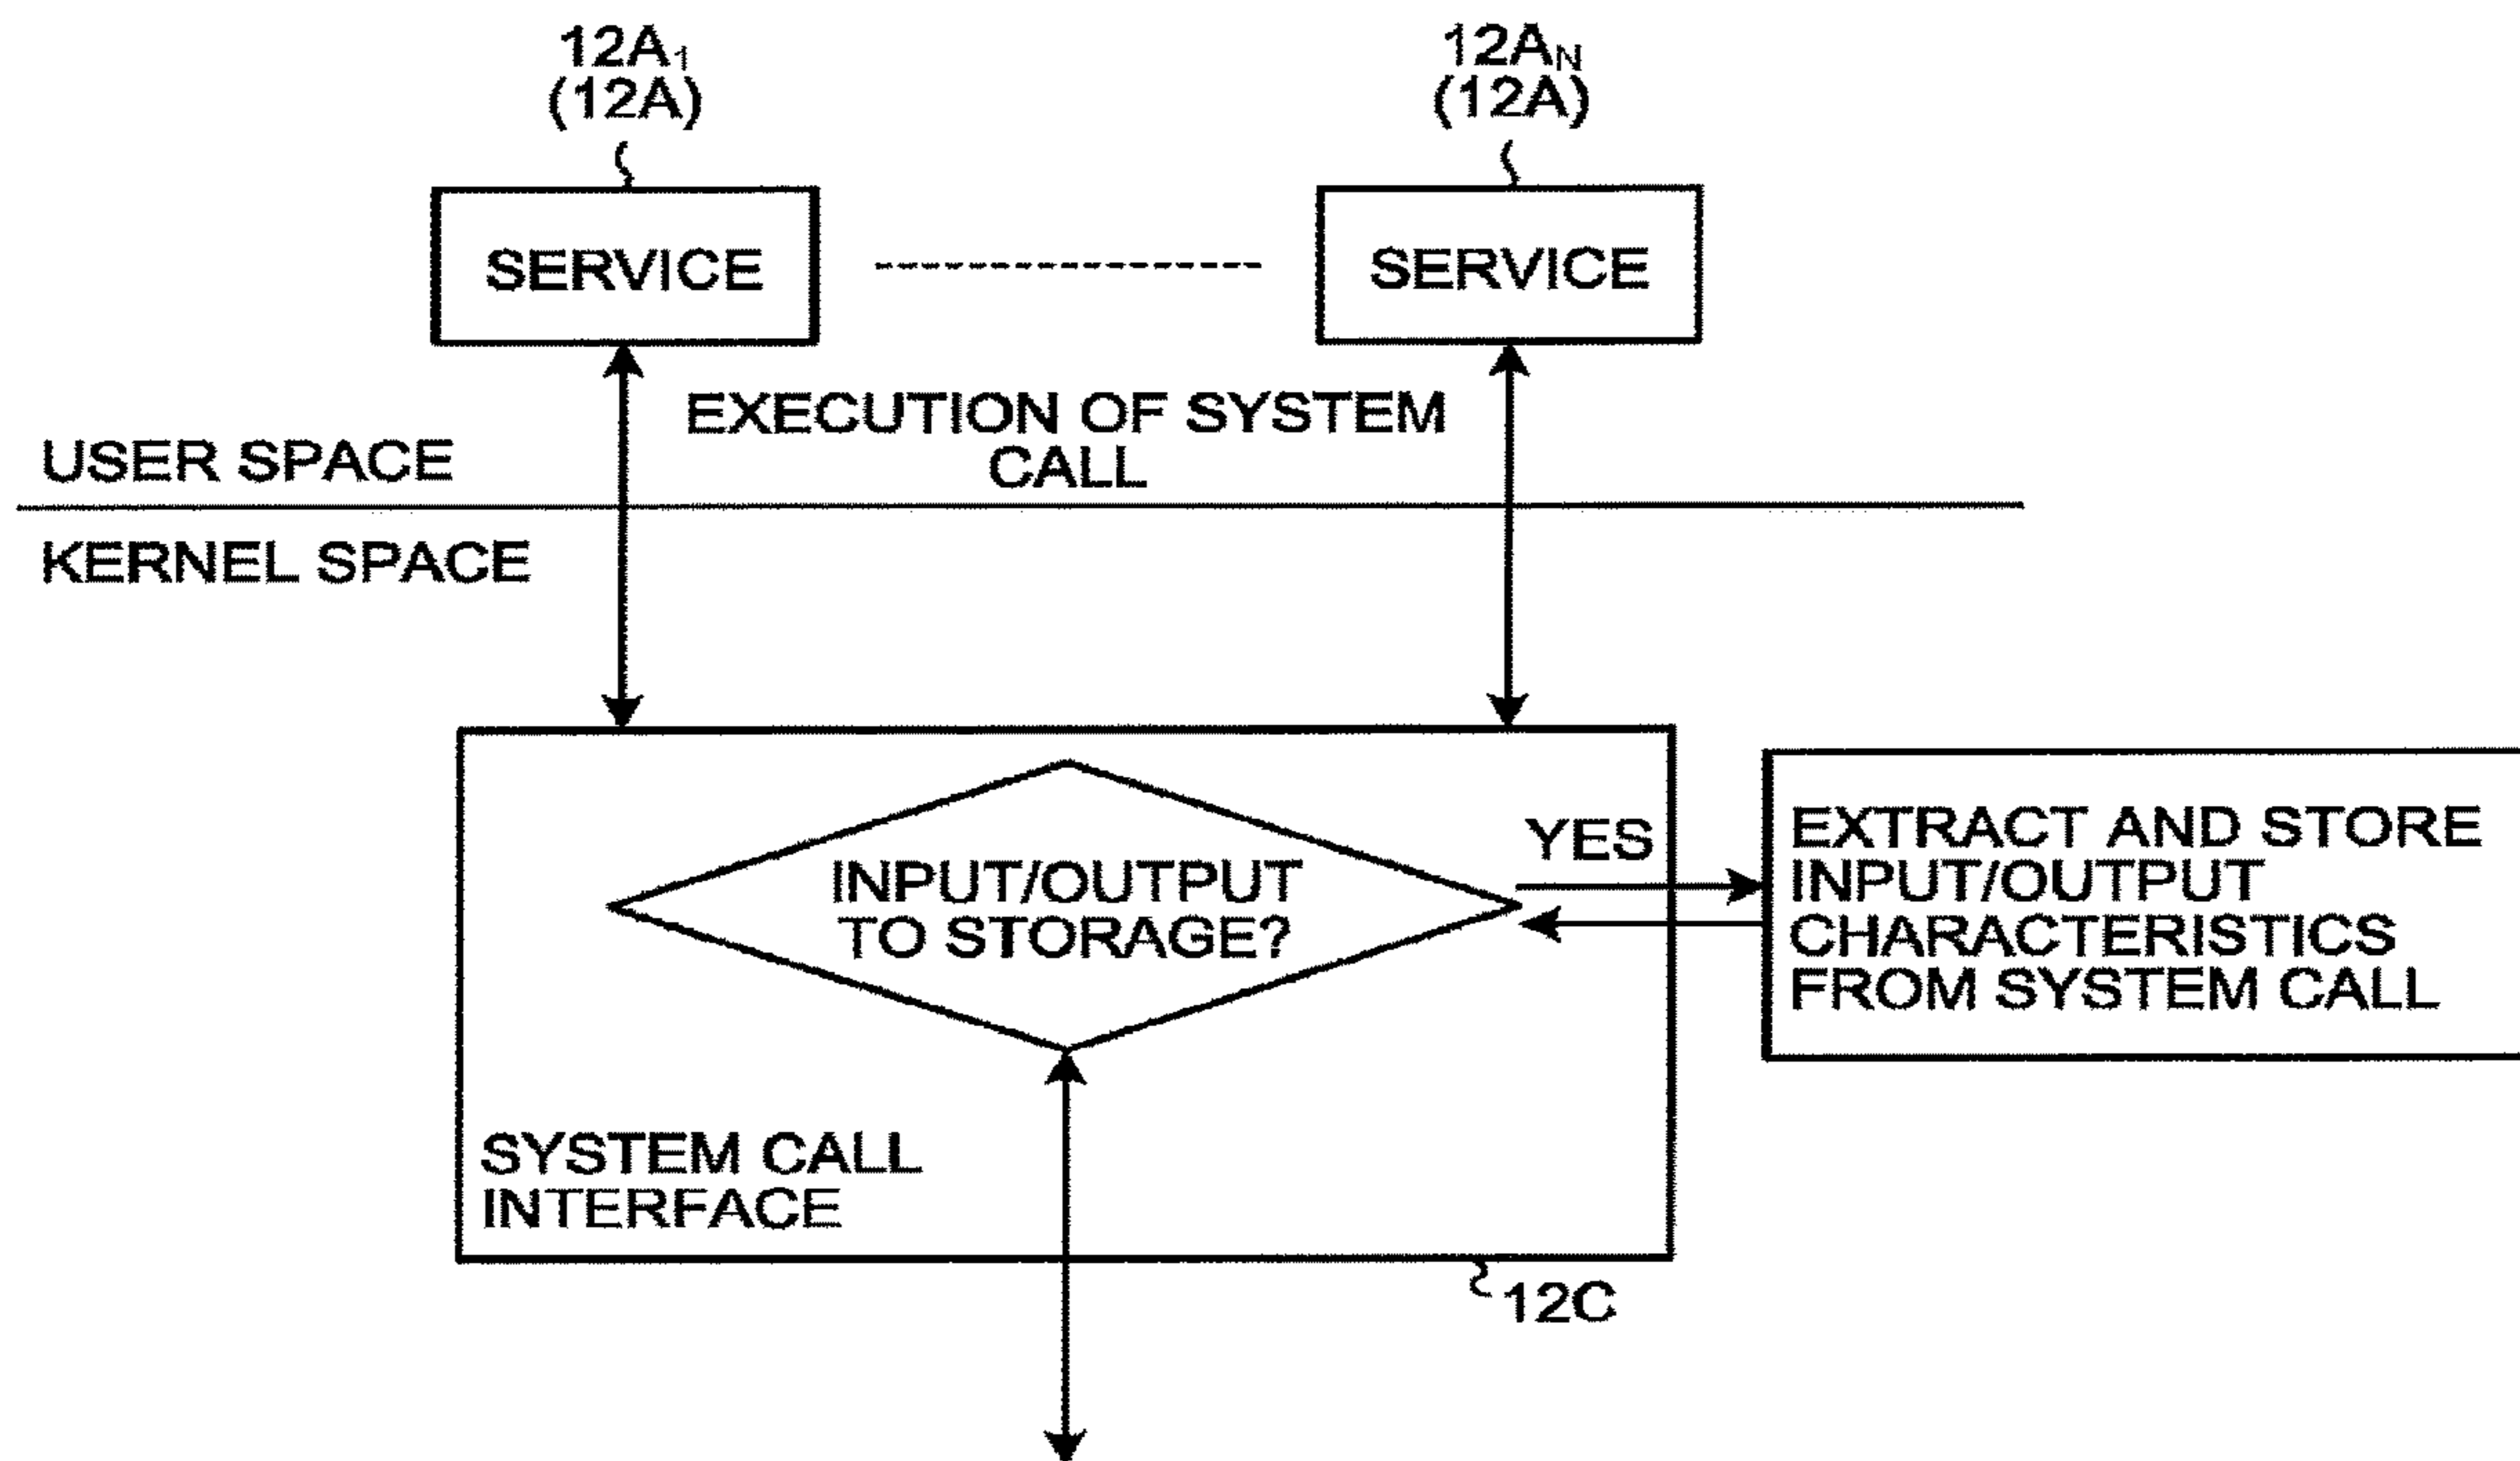 12A₁
(12A)
12Aₙ
(12A)
SERVICE
SERVICE
EXECUTION OF SYSTEM
CALL
USER SPACE
KERNEL SPACE
INPUT/OUTPUT
TO STORAGE?
YES
EXTRACT AND STORE
INPUT/OUTPUT
CHARACTERISTICS
FROM SYSTEM CALL
SYSTEM CALL
INTERFACE
12C